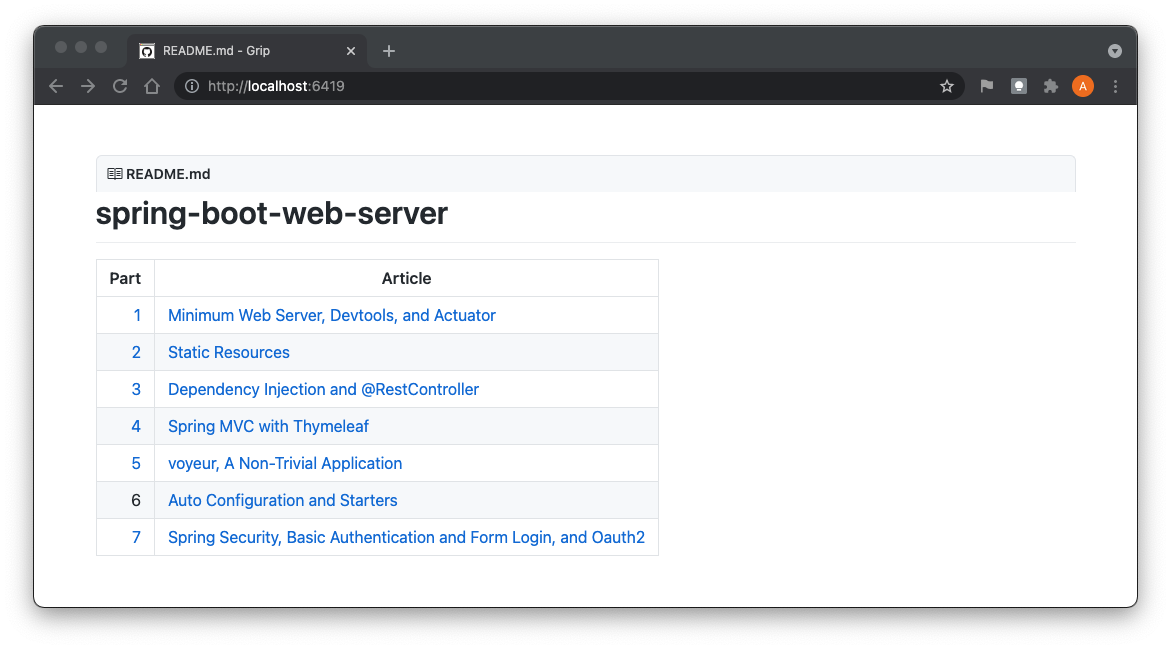 README.md - Grip
http://localhost:6419
A
README.md
spring-boot-web-server
Part Article
1 Minimum Web Server, Devtools, and Actuator
2 Static Resources
3 Dependency Injection and @RestController
4 Spring MVC with Thymeleaf
5 voyeur, A Non-Trivial Application
6 Auto Configuration and Starters
7 Spring Security, Basic Authentication and Form Login, and Oauth2